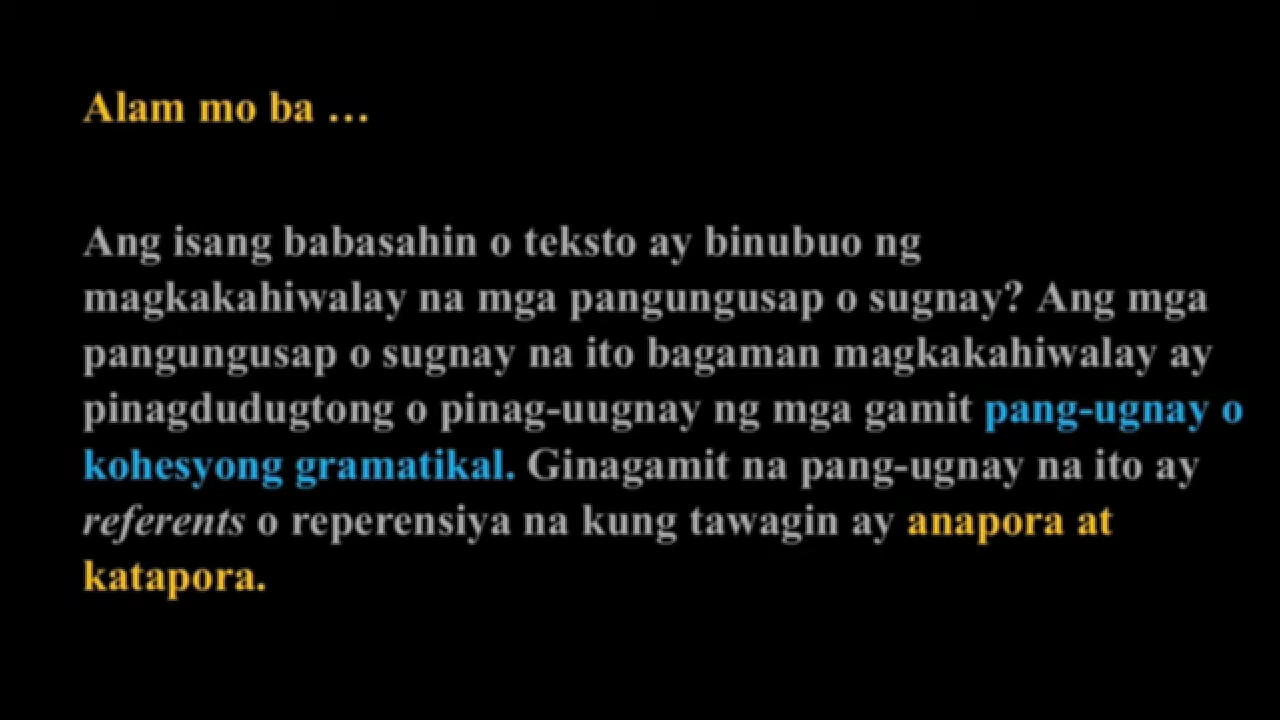 Alam mo ba …
Ang isang babasahin o teksto ay binubuo ng
magkakahiwalay na mga pangungusap o sugnay? Ang mga
pangungusap o sugnay na ito bagaman magkakahiwalay ay
pinagdudugtong o pinag-uugnay ng mga gamit pang-ugnay o
kohesyong gramatikal. Ginagamit na pang-ugnay na ito ay
referents o reperensiya na kung tawagin ay anapora at
katapora.